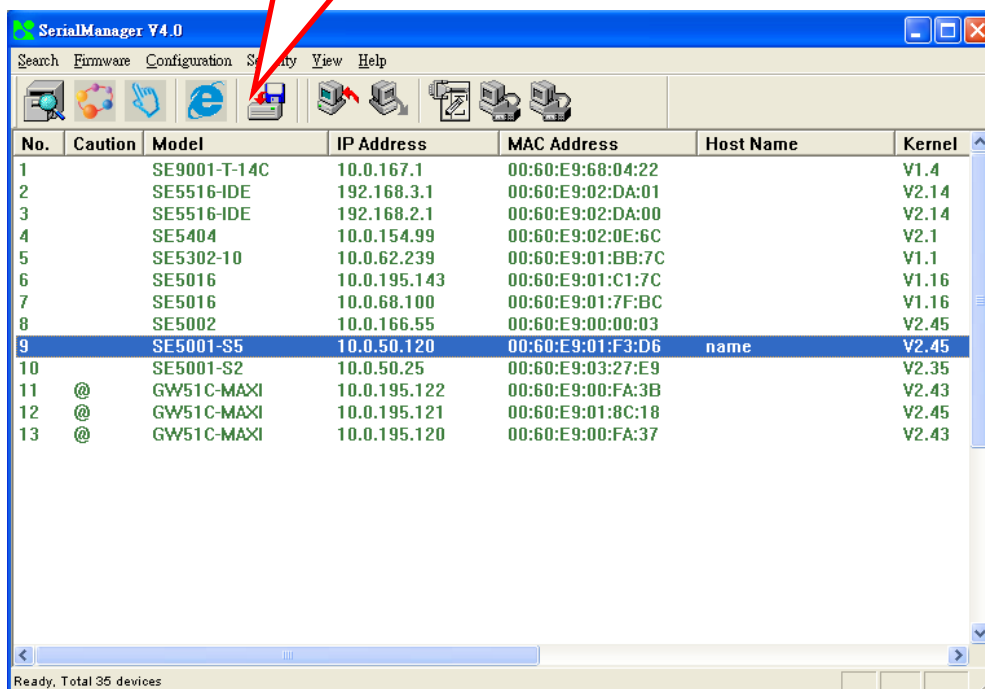 SerialManager V4.0
Search Firmware Configuration Security View Help
No. Caution Model IP Address MAC Address Host Name Kernel
1 SE9001-T-14C 10.0.167.1 00:60:E9:68:04:22 V1.4
2 SE5516-IDE 192.168.3.1 00:60:E9:02:DA:01 V2.14
3 SE5516-IDE 192.168.2.1 00:60:E9:02:DA:00 V2.14
4 SE5404 10.0.154.99 00:60:E9:02:0E:6C V2.1
5 SE5302-10 10.0.62.239 00:60:E9:01:BB:7C V1.1
6 SE5016 10.0.195.143 00:60:E9:01:C1:7C V1.16
7 SE5016 10.0.68.100 00:60:E9:01:7F:BC V1.16
8 SE5002 10.0.166.55 00:60:E9:00:00:03 V2.45
9 SE5001-S5 10.0.50.120 00:60:E9:01:F3:D6 name V2.45
10 SE5001-S2 10.0.50.25 00:60:E9:03:27:E9 V2.35
11 @ GW51C-MAXI 10.0.195.122 00:60:E9:00:FA:3B V2.43
12 @ GW51C-MAXI 10.0.195.121 00:60:E9:01:8C:18 V2.45
13 @ GW51C-MAXI 10.0.195.120 00:60:E9:00:FA:37 V2.43
Ready, Total 35 devices